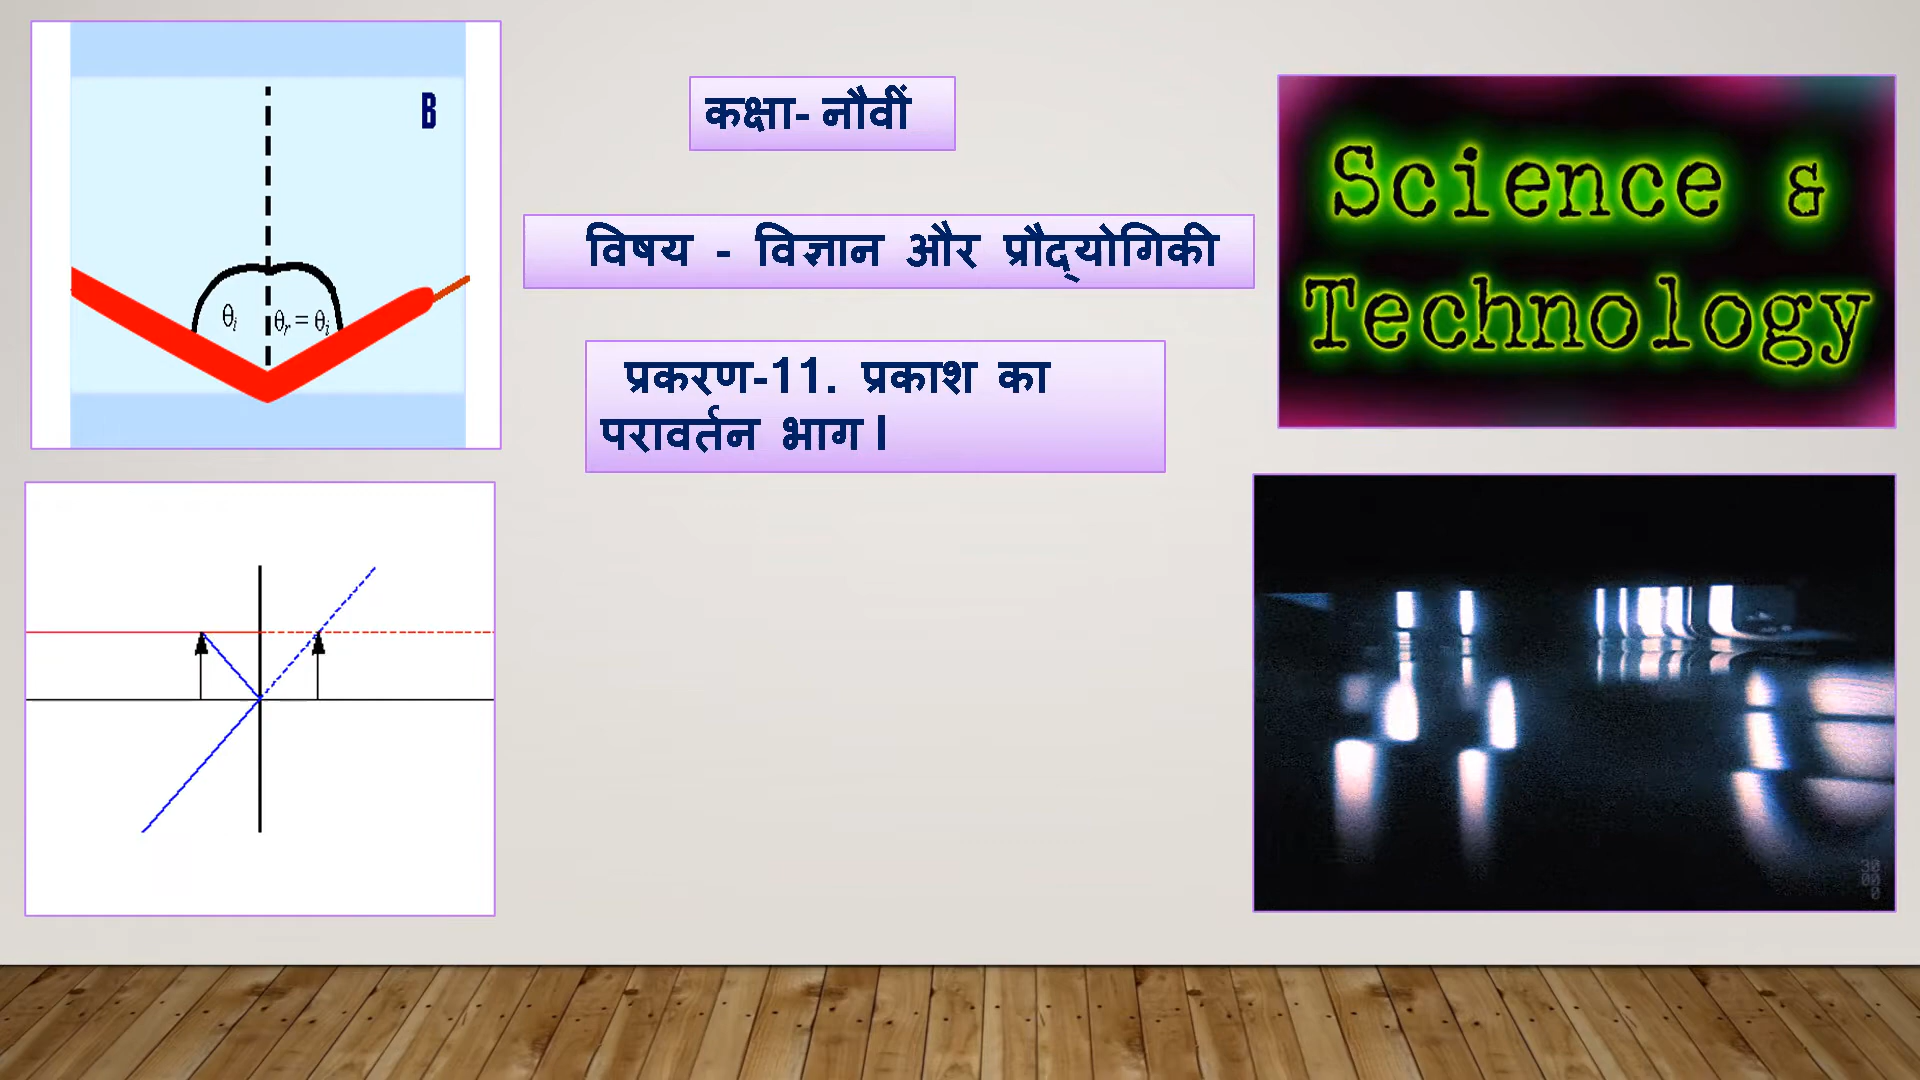 B
θi
θr = θi
कक्षा- नौवीं
विषय - विज्ञान और प्रौद्योगिकी
प्रकरण-11. प्रकाश का
परावर्तन भाग I
Science &
Technology